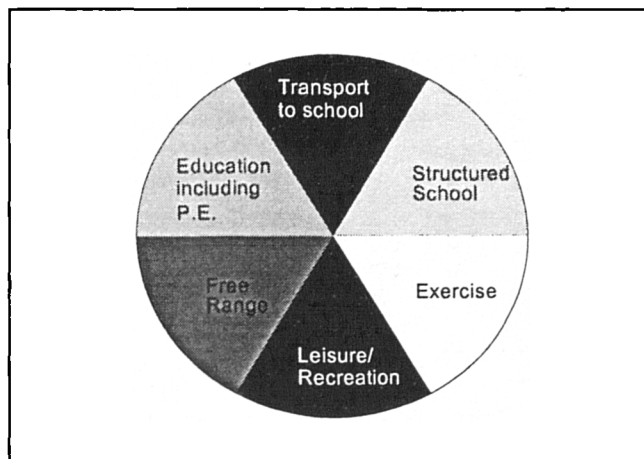 Transport
to school
Structured
School
Exercise
Leisure/
Recreation
Free
Range
Education
including
P.E.